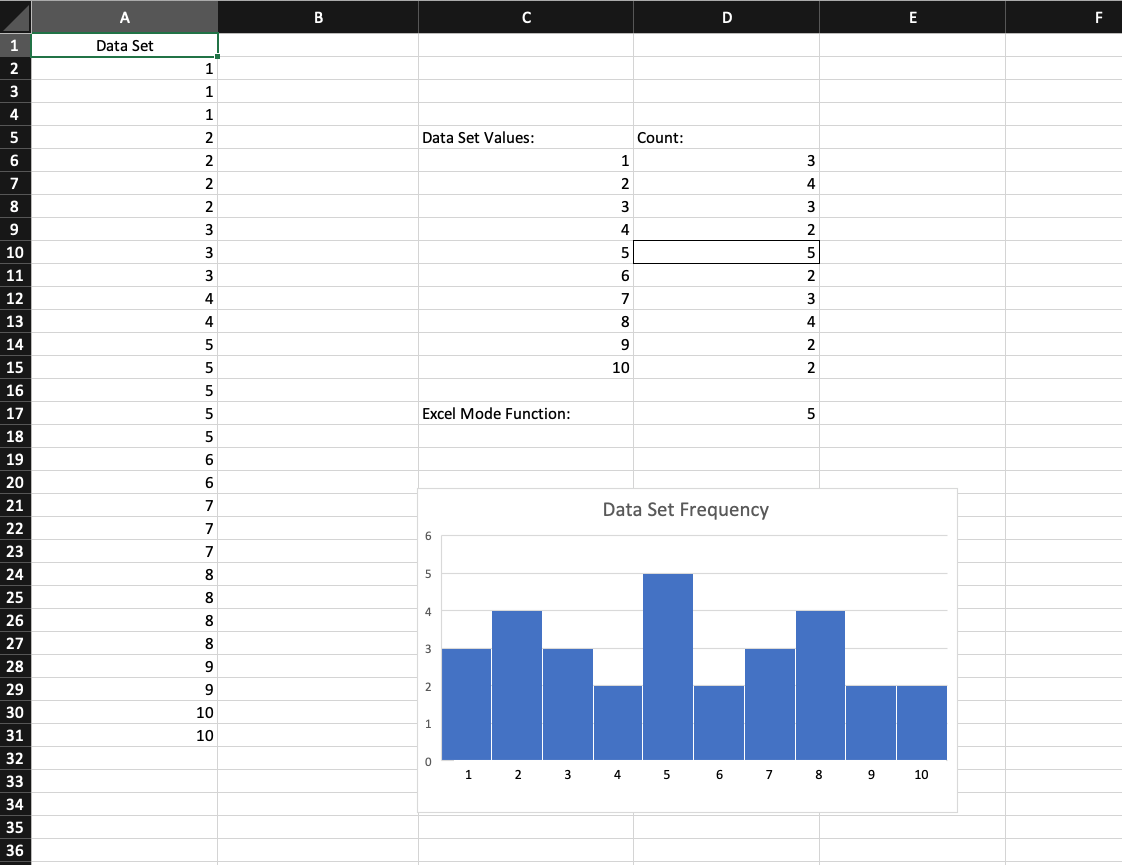 A B C D E F
1 Data Set
2 1
3 1
4 1
5 2 Data Set Values: Count:
6 2 1 3
7 2 2 4
8 2 3 3
9 3 4 2
10 3 5 5
11 3 6 2
12 4 7 3
13 4 8 4
14 5 9 2
15 5 10 2
16 5
17 5 Excel Mode Function: 5
18 5
19 6
20 6
21 7
22 7
23 7
24 8
25 8
26 8
27 8
28 9
29 9
30 10
31 10
32
33
34
35
36
Data Set Frequency
6
5
4
3
2
1
0
1 2 3 4 5 6 7 8 9 10